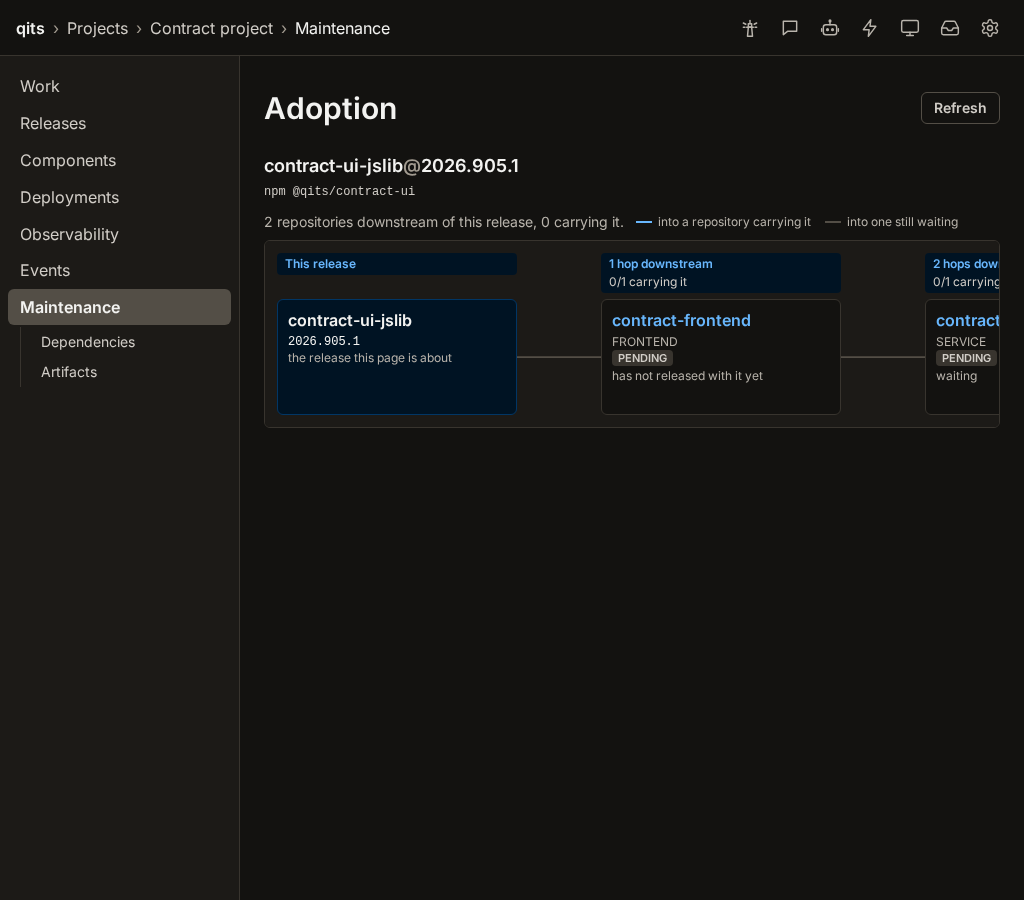 qits › Projects › Contract project › Maintenance
Work
Releases
Components
Deployments
Observability
Events
Maintenance
Dependencies
Artifacts
Adoption
Refresh
contract-ui-jslib@2026.905.1
npm @qits/contract-ui
2 repositories downstream of this release, 0 carrying it.
into a repository carrying it
into one still waiting
This release
contract-ui-jslib
2026.905.1
the release this page is about
1 hop downstream
0/1 carrying it
contract-frontend
FRONTEND
PENDING
has not released with it yet
2 hops dow
0/1 carrying
contract
SERVICE
PENDING
waiting